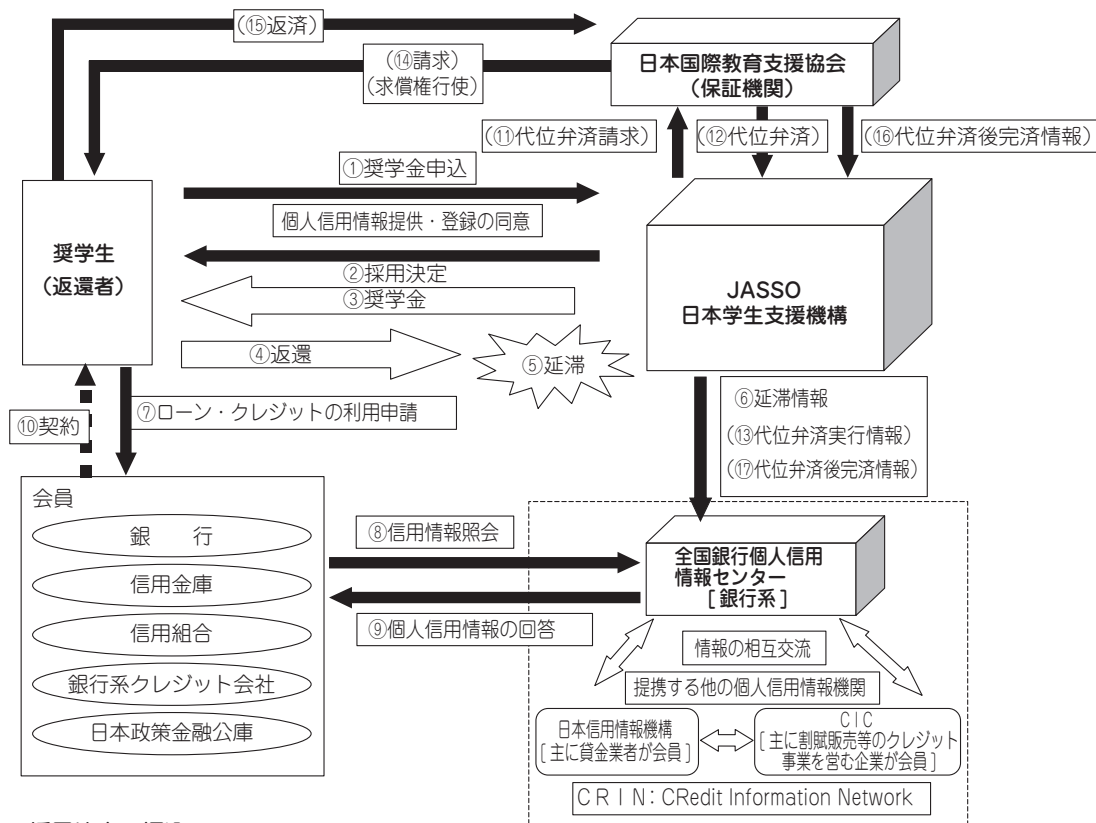 (⑮返済)
(⑭請求)
(求償権行使)
日本国際教育支援協会
(保証機関)
(⑪代位弁済請求)
(⑫代位弁済)
(⑯代位弁済後完済情報)
①奨学金申込
個人信用情報提供・登録の同意
奨学生
(返還者)
②採用決定
③奨学金
JASSO
日本学生支援機構
④返還
⑤延滞
⑥延滞情報
(⑬代位弁済実行情報)
(⑰代位弁済後完済情報)
⑦ローン・クレジットの利用申請
⑩契約
会員
銀　行
信用金庫
信用組合
銀行系クレジット会社
日本政策金融公庫
⑧信用情報照会
⑨個人信用情報の回答
全国銀行個人信用
情報センター
[銀行系]
情報の相互交流
提携する他の個人信用情報機関
日本信用情報機構
[主に貸金業者が会員]
CIC
[主に割賦販売等のクレジット
事業を営む企業が会員]
CRIN: CRedit Information Network